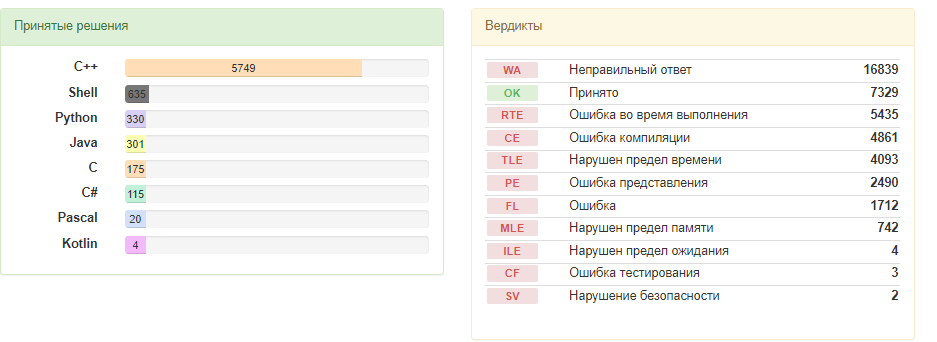 Принятые решения
C++ 5749
Shell 635
Python 330
Java 301
C 175
C# 115
Pascal 20
Kotlin 4
Вердикты
WA Неправильный ответ 16839
OK Принято 7329
RTE Ошибка во время выполнения 5435
CE Ошибка компиляции 4861
TLE Нарушен предел времени 4093
PE Ошибка представления 2490
FL Ошибка 1712
MLE Нарушен предел памяти 742
ILE Нарушен предел ожидания 4
CF Ошибка тестирования 3
SV Нарушение безопасности 2